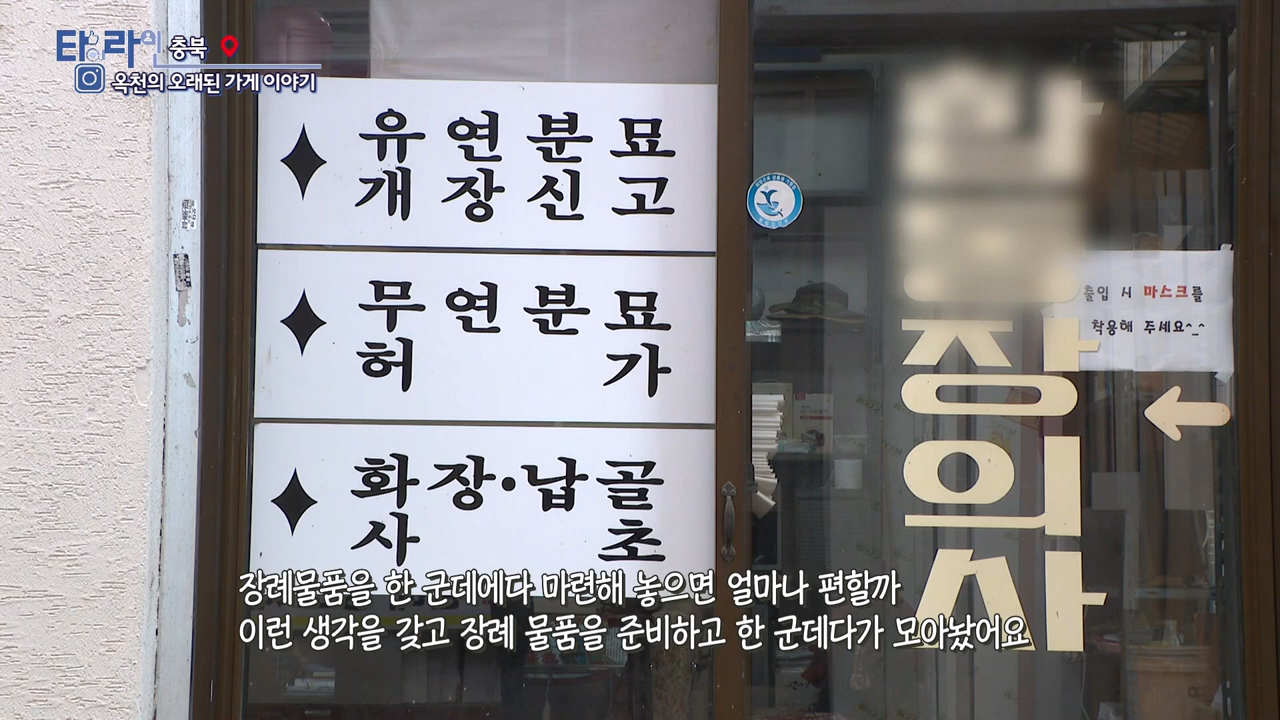 타라의 충북
옥천의 오래된 가게 이야기
유연분묘
개장신고
무연분묘
허가
화장·납골
사초
장의사
출입 시 마스크를
착용해 주세요^_^
장례물품을 한 군데에다 마련해 놓으면 얼마나 편할까
이런 생각을 갖고 장례 물품을 준비하고 한 군데다가 모아놨어요